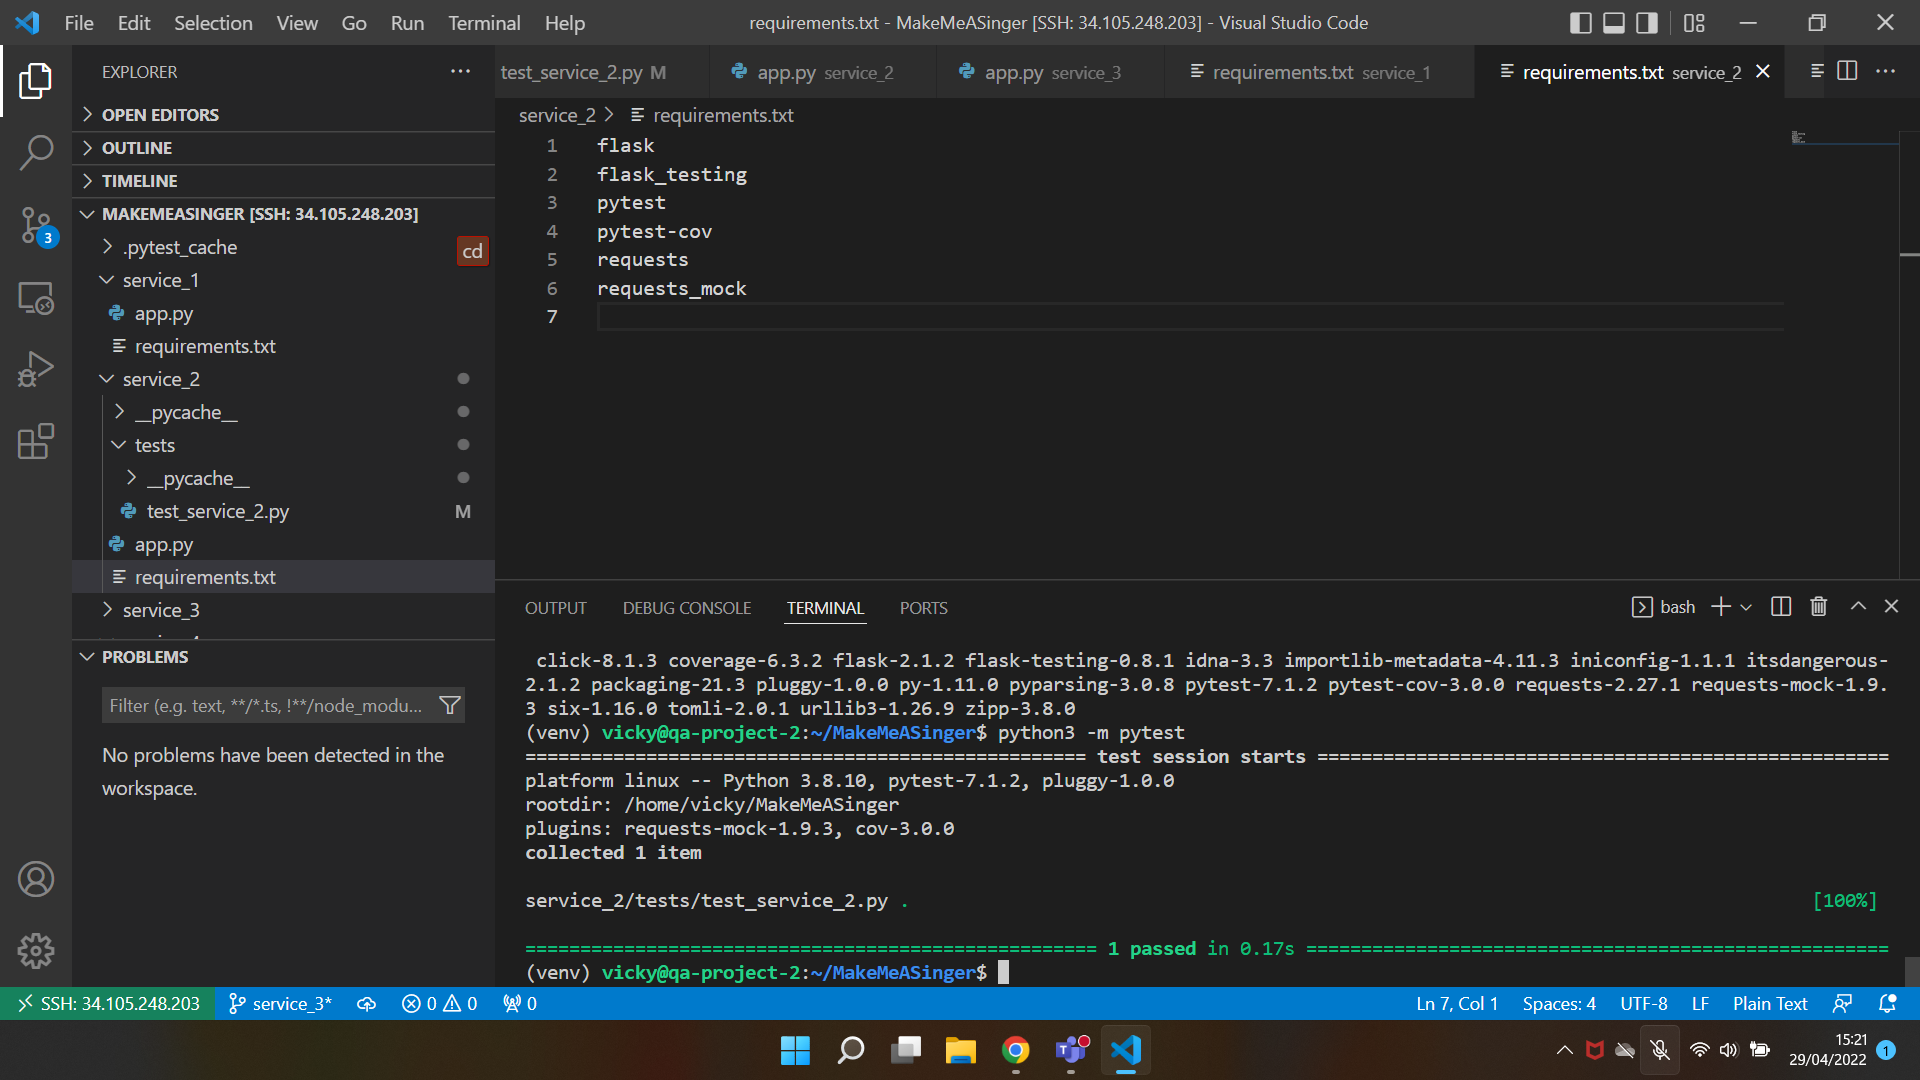 File Edit Selection View Go Run Terminal Help
requirements.txt - MakeMeASinger [SSH: 34.105.248.203] - Visual Studio Code
EXPLORER
test_service_2.py M
app.py service_2
app.py service_3
requirements.txt service_1
requirements.txt service_2
OPEN EDITORS
OUTLINE
TIMELINE
MAKEMEASINGER [SSH: 34.105.248.203]
.pytest_cache
cd
service_1
app.py
requirements.txt
service_2
__pycache__
tests
__pycache__
test_service_2.py M
app.py
requirements.txt
service_3
3
PROBLEMS
Filter (e.g. text, **/*.ts, !**/node_modu...
No problems have been detected in the
workspace.
service_2 > requirements.txt
1 flask
2 flask_testing
3 pytest
4 pytest-cov
5 requests
6 requests_mock
7
OUTPUT DEBUG CONSOLE TERMINAL PORTS
bash
click-8.1.3 coverage-6.3.2 flask-2.1.2 flask-testing-0.8.1 idna-3.3 importlib-metadata-4.11.3 iniconfig-1.1.1 itsdangerous-
2.1.2 packaging-21.3 pluggy-1.0.0 py-1.11.0 pyparsing-3.0.8 pytest-7.1.2 pytest-cov-3.0.0 requests-2.27.1 requests-mock-1.9.
3 six-1.16.0 tomli-2.0.1 urllib3-1.26.9 zipp-3.8.0
(venv) vicky@qa-project-2:~/MakeMeASinger$ python3 -m pytest
=================================================== test session starts ====================================================
platform linux -- Python 3.8.10, pytest-7.1.2, pluggy-1.0.0
rootdir: /home/vicky/MakeMeASinger
plugins: requests-mock-1.9.3, cov-3.0.0
collected 1 item
service_2/tests/test_service_2.py . [100%]
==================================================== 1 passed in 0.17s =====================================================
(venv) vicky@qa-project-2:~/MakeMeASinger$
SSH: 34.105.248.203 service_3* 0 0 0
Ln 7, Col 1 Spaces: 4 UTF-8 LF Plain Text
15:21
29/04/2022
1